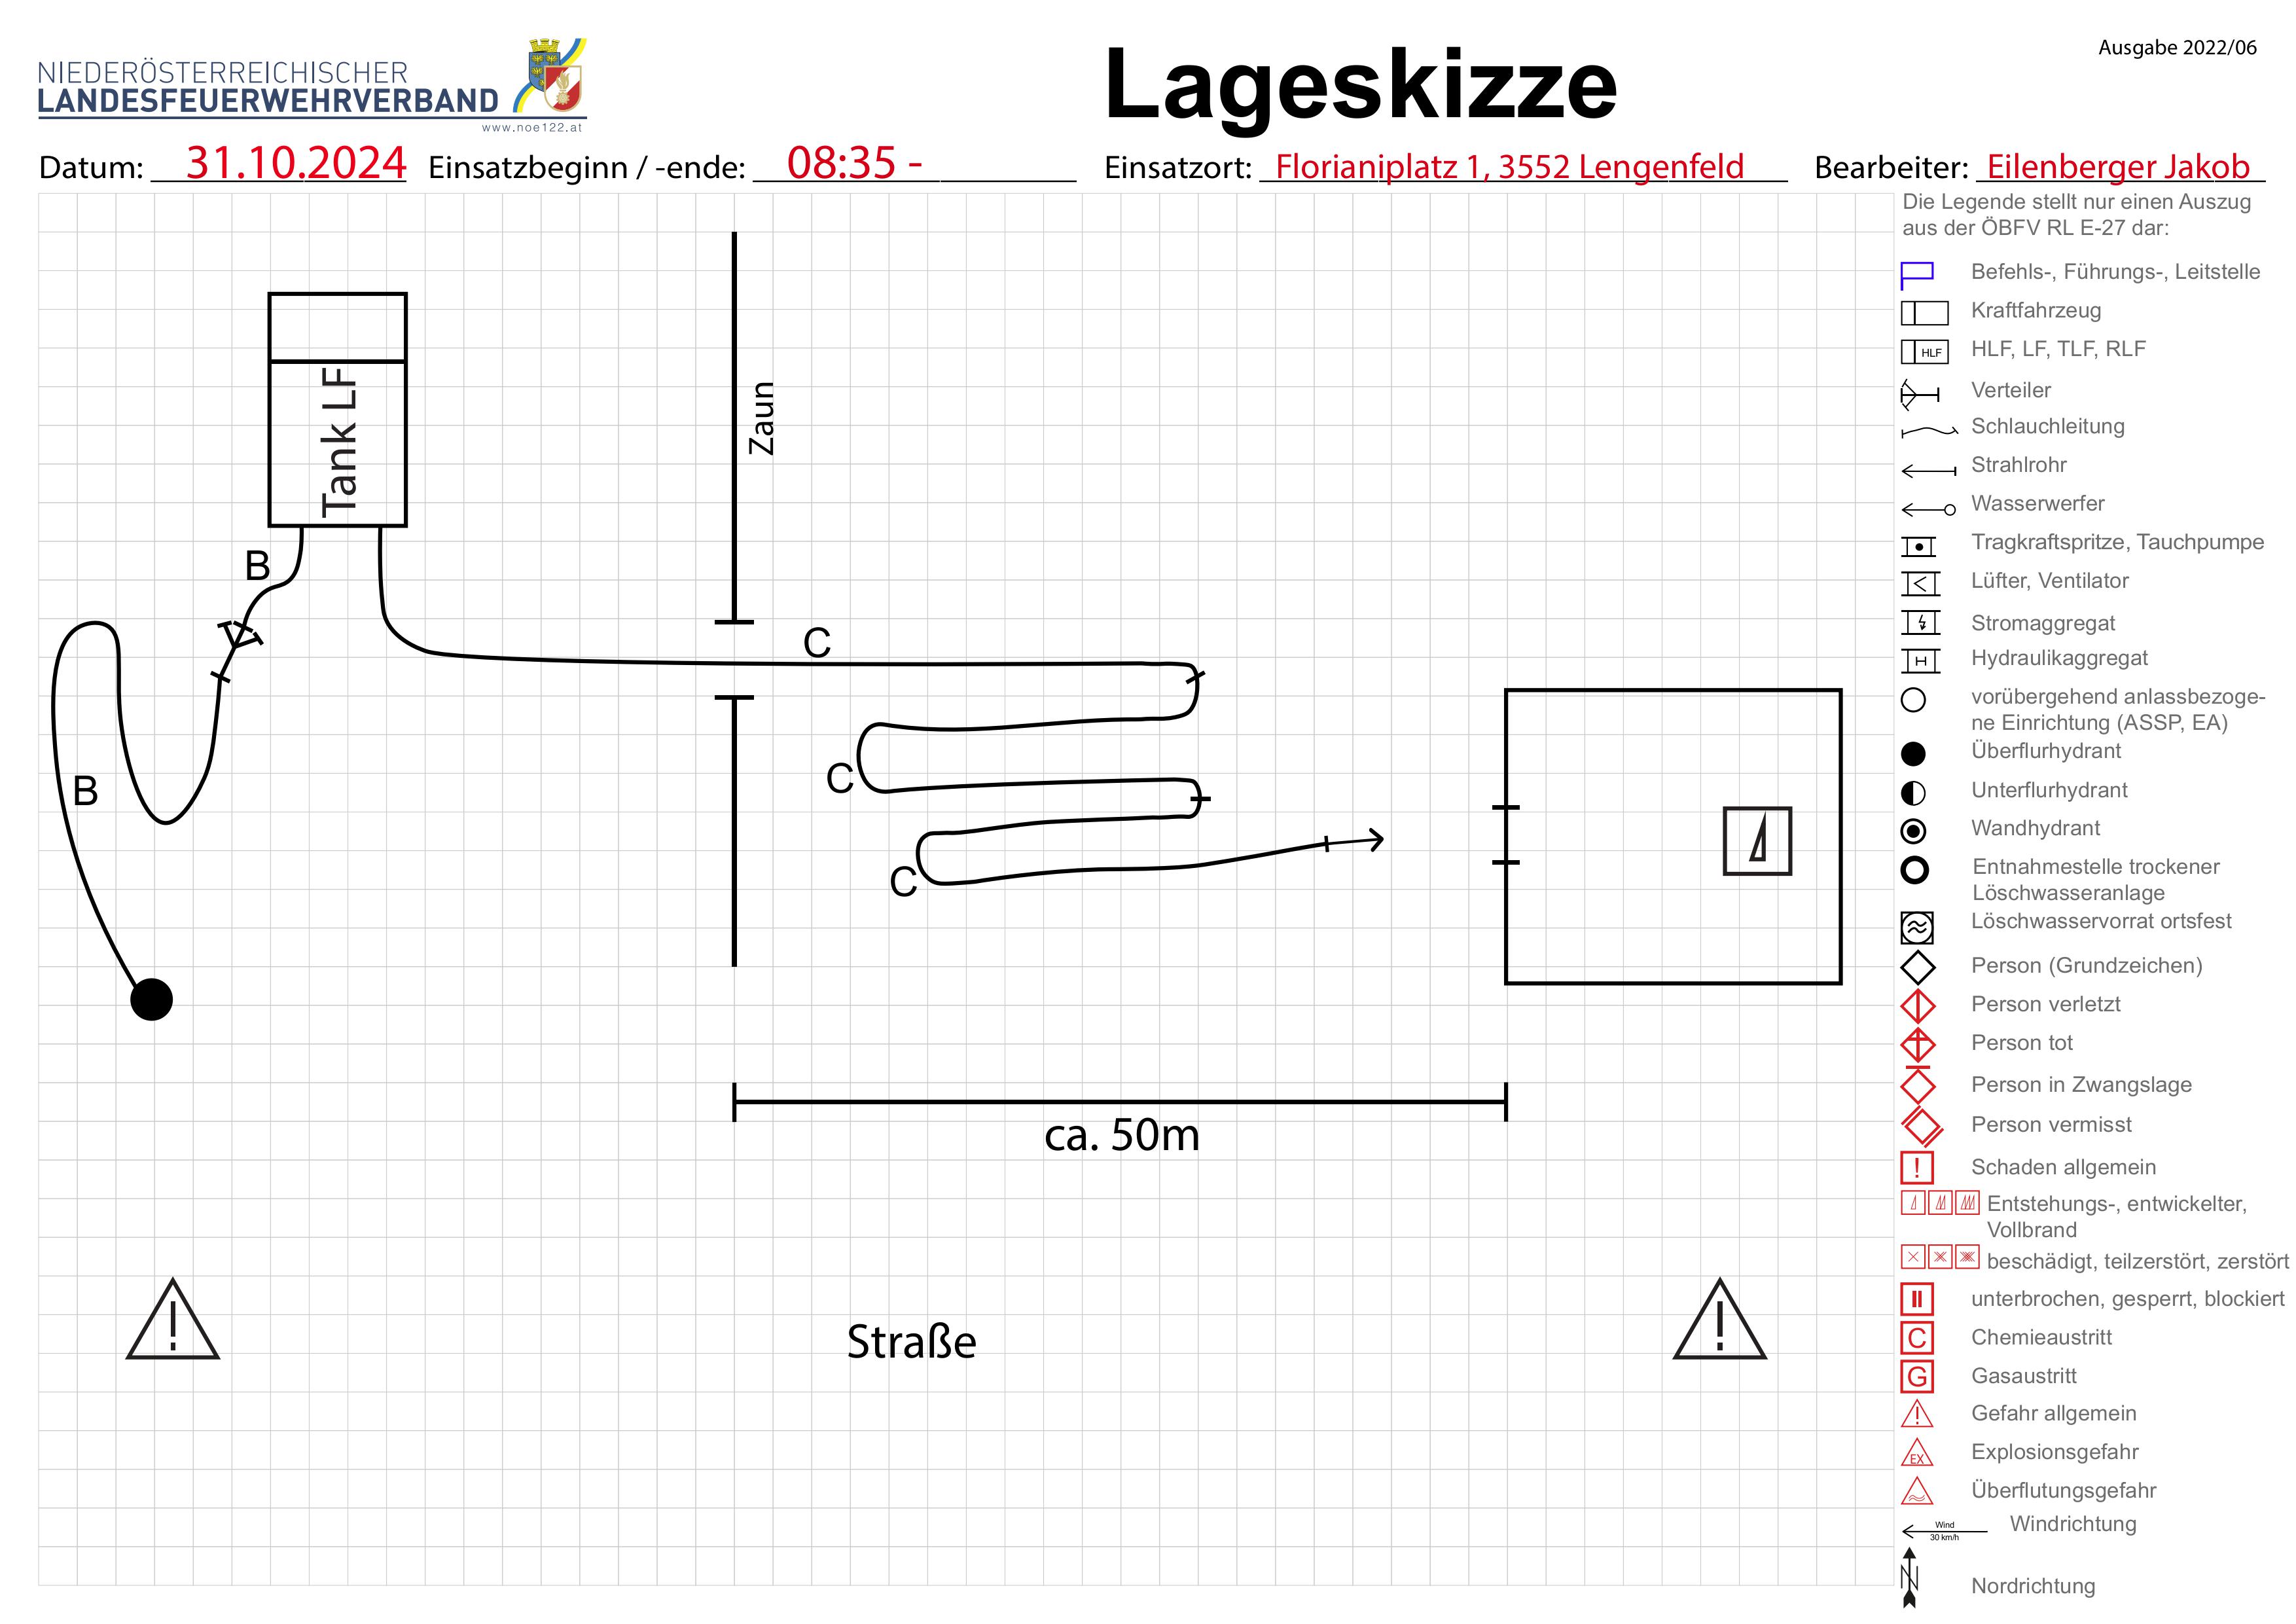 NIEDERÖSTERREICHISCHER
LANDESFEUERWEHRVERBAND
www.noe122.at
Lageskizze
Ausgabe 2022/06
Datum: 31.10.2024 Einsatzbeginn / -ende: 08:35 - Einsatzort: Florianiplatz 1, 3552 Lengenfeld Bearbeiter: Eilenberger Jakob
Tank LF
Zaun
B
B
C
C
C
ca. 50m
!
Straße
!
Die Legende stellt nur einen Auszug
aus der ÖBFV RL E-27 dar:
Befehls-, Führungs-, Leitstelle
Kraftfahrzeug
HLF HLF, LF, TLF, RLF
Verteiler
Schlauchleitung
Strahlrohr
Wasserwerfer
Tragkraftspritze, Tauchpumpe
Lüfter, Ventilator
Stromaggregat
H Hydraulikaggregat
vorübergehend anlassbezoge-
ne Einrichtung (ASSP, EA)
Überflurhydrant
Unterflurhydrant
Wandhydrant
Entnahmestelle trockener
Löschwasseranlage
Löschwasservorrat ortsfest
Person (Grundzeichen)
Person verletzt
Person tot
Person in Zwangslage
Person vermisst
! Schaden allgemein
Entstehungs-, entwickelter,
Vollbrand
beschädigt, teilzerstört, zerstört
unterbrochen, gesperrt, blockiert
C Chemieaustritt
G Gasaustritt
! Gefahr allgemein
EX Explosionsgefahr
Überflutungsgefahr
Wind
30 km/h
Windrichtung
N Nordrichtung